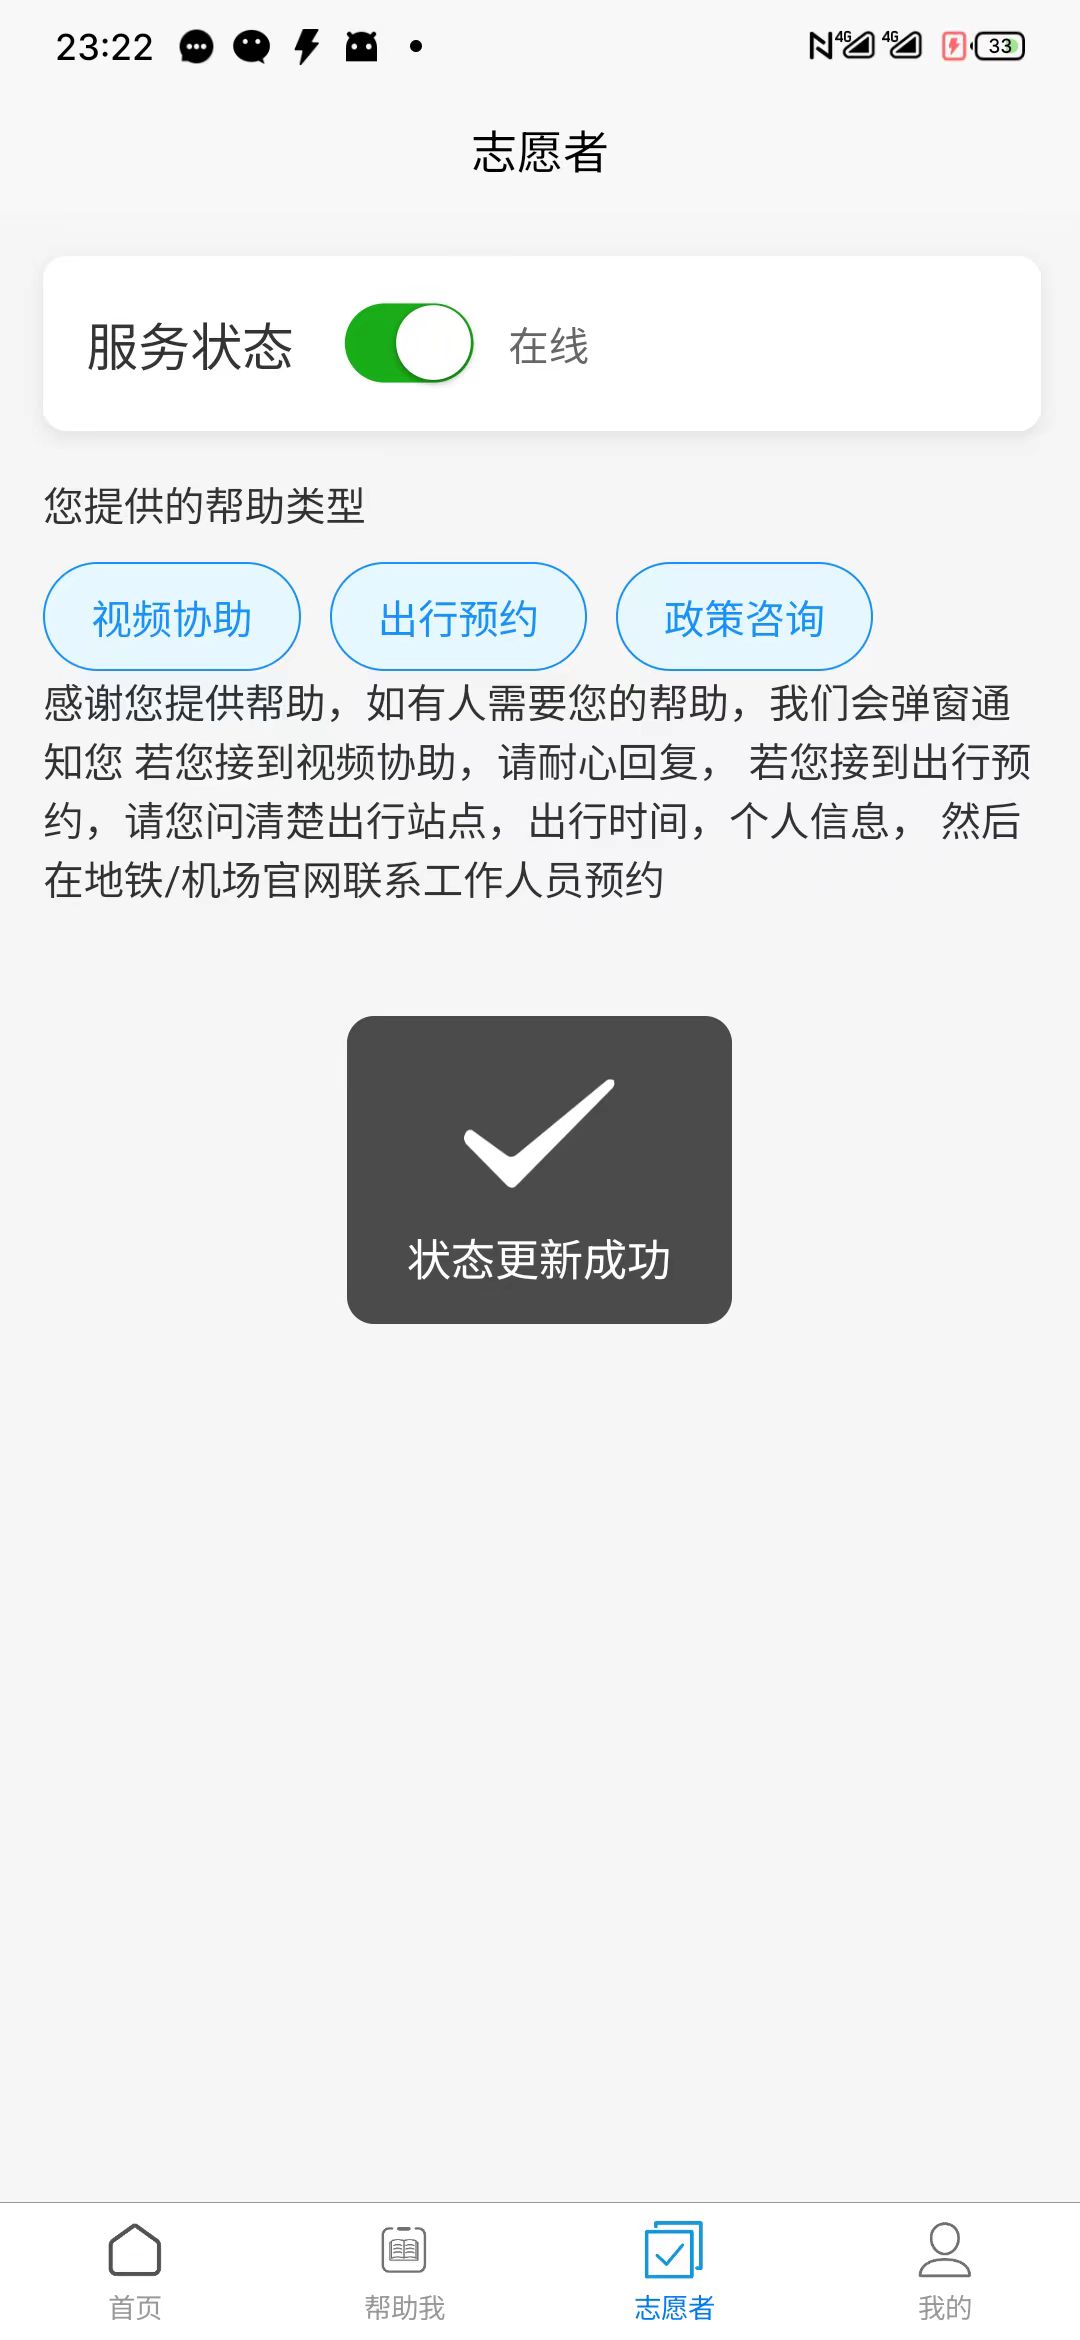 23:22
4G 4G 33
志愿者
服务状态 在线
您提供的帮助类型
视频协助 出行预约 政策咨询
感谢您提供帮助，如有人需要您的帮助，我们会弹窗通
知您 若您接到视频协助，请耐心回复， 若您接到出行预
约，请您问清楚出行站点，出行时间，个人信息， 然后
在地铁/机场官网联系工作人员预约
状态更新成功
首页 帮助我 志愿者 我的